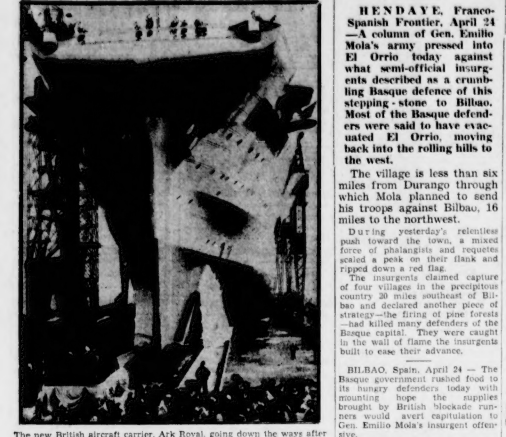 HENDAYE, Franco-
Spanish Frontier, April 24
—A column of Gen. Emilio
Mola's army pressed into
El Orrio today against
what semi-official insurg-
ents described as a crumb-
ling Basque defence of this
stepping-stone to Bilbao.
Most of the Basque defend-
ers were said to have evac-
uated El Orrio, moving
back into the rolling hills to
the west.
The village is less than six
miles from Durango through
which Mola planned to send
his troops against Bilbao, 16
miles to the northwest.
During yesterday's relentless
push toward the town, a mixed
force of phalangists and requetes
scaled a peak on their flank and
ripped down a red flag.
The insurgents claimed capture
of four villages in the precipitous
country 20 miles southeast of Bil-
bao and declared another piece of
strategy—the firing of pine forests
—had killed many defenders of the
Basque capital. They were caught
in the wall of flame the insurgents
built to ease their advance.
BILBAO, Spain, April 24 — The
Basque government rushed food to
its hungry defenders today with
mounting hope the supplies
brought by British blockade run-
ners would avert capitulation to
Gen. Emilio Mola's insurgent offen-
sive.
The new British aircraft carrier, Ark Royal, going down the ways after